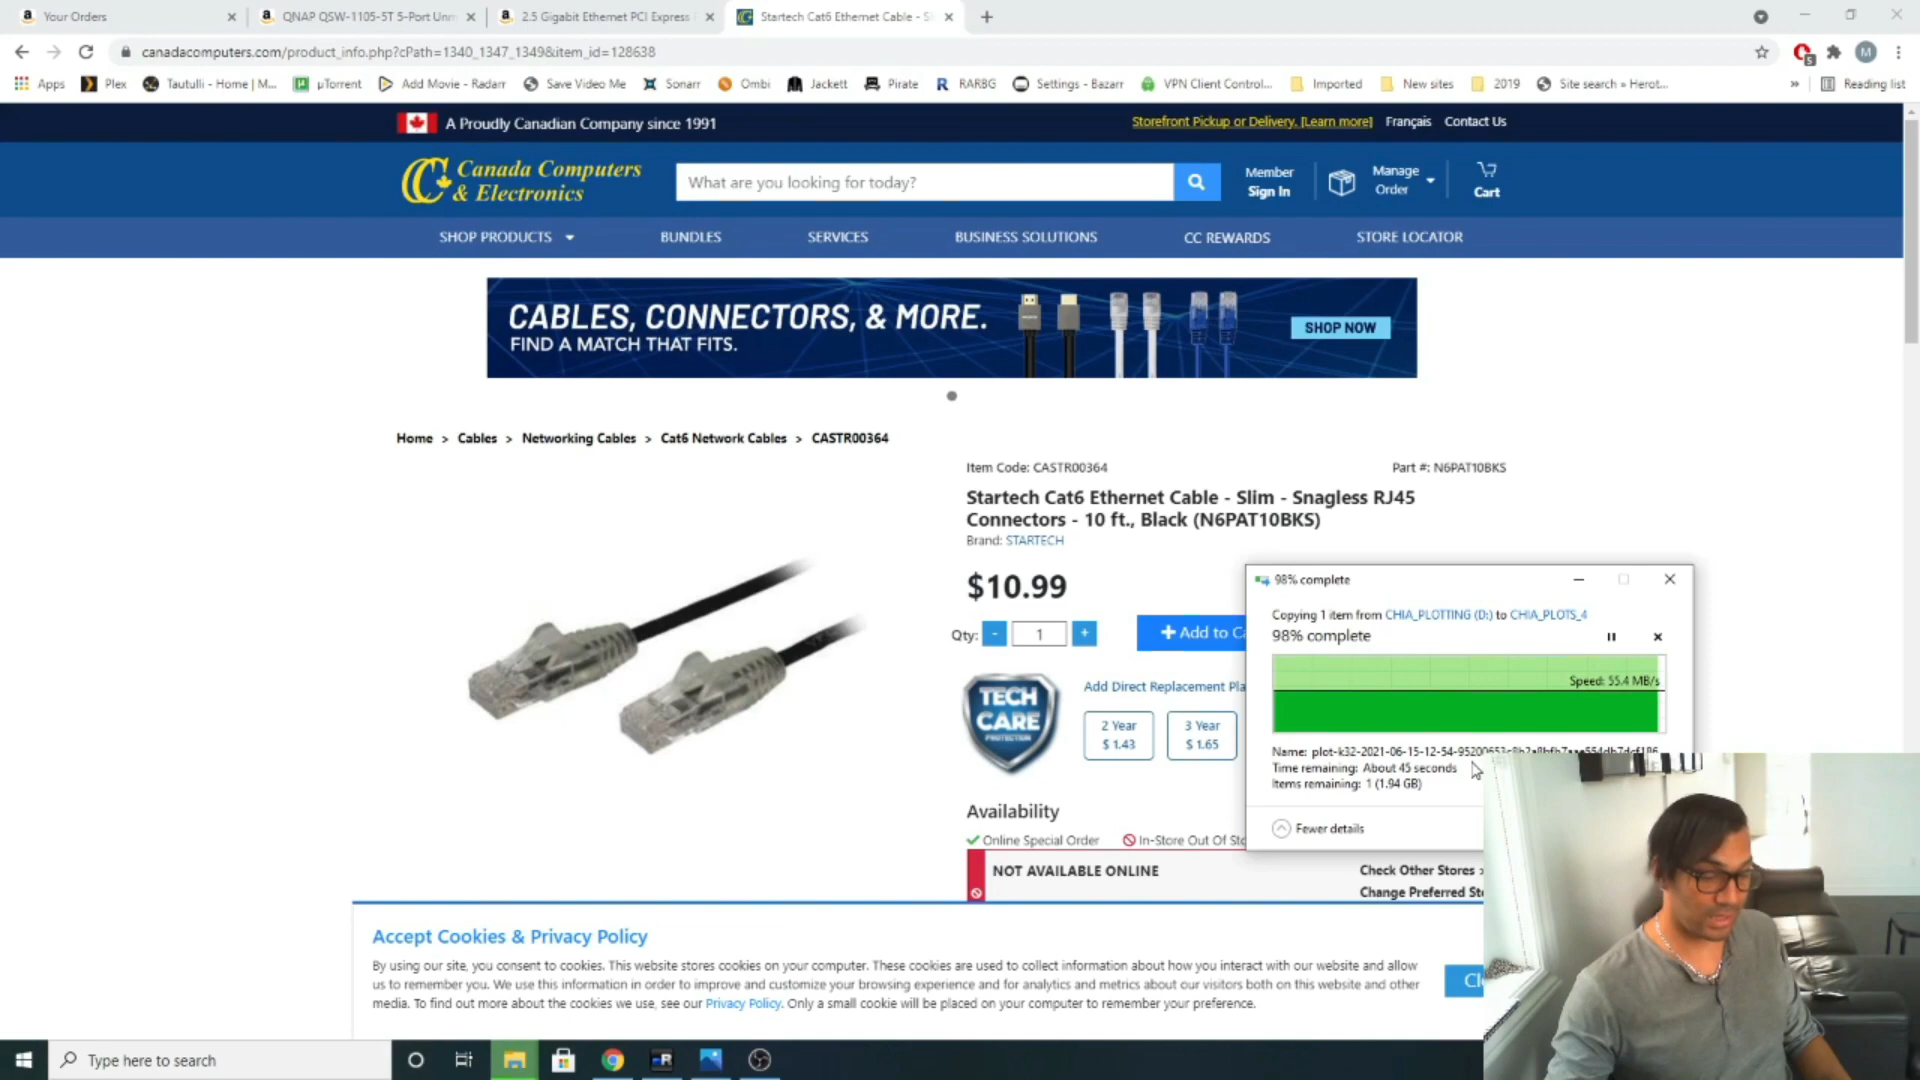 Your Orders
QNAP QSW-1105-5T 5-Port Unm
2.5 Gigabit Ethernet PCI Express
Startech Cat6 Ethernet Cable - Sl
canadacomputers.com/product_info.php?cPath=1340_1347_1349&item_id=128638
5
M
Apps
Plex
Tautulli - Home | M...
µTorrent
Add Movie - Radarr
Save Video Me
Sonarr
Ombi
Jackett
Pirate
RARBG
Settings - Bazarr
VPN Client Control...
Imported
New sites
2019
Site search » Herot...
»
Reading list
A Proudly Canadian Company since 1991
Storefront Pickup or Delivery. [Learn more]
Français
Contact Us
Canada Computers
& Electronics
What are you looking for today?
Member
Sign In
Manage
Order
Cart
SHOP PRODUCTS
BUNDLES
SERVICES
BUSINESS SOLUTIONS
CC REWARDS
STORE LOCATOR
CABLES, CONNECTORS, & MORE.
FIND A MATCH THAT FITS.
SHOP NOW
Home > Cables > Networking Cables > Cat6 Network Cables > CASTR00364
Item Code: CASTR00364
Part #: N6PAT10BKS
Startech Cat6 Ethernet Cable - Slim - Snagless RJ45
Connectors - 10 ft., Black (N6PAT10BKS)
Brand: STARTECH
$10.99
Qty: - 1 +
Add to Ca
TECH
CARE
PROTECTION
Add Direct Replacement Pla
2 Year
$ 1.43
3 Year
$ 1.65
Availability
Online Special Order
In-Store Out Of Sto
NOT AVAILABLE ONLINE
Check Other Stores
Change Preferred Sto
98% complete
Copying 1 item from CHIA_PLOTTING (D:) to CHIA_PLOTS_4
98% complete
Speed: 55.4 MB/s
Name: 
Time remaining: About 45 seconds
Items remaining: 1 (1.94 GB)
Fewer details
Accept Cookies & Privacy Policy
By using our site, you consent to cookies. This website stores cookies on your computer. These cookies are used to collect information about how you interact with our website and allow
us to remember you. We use this information in order to improve and customize your browsing experience and for analytics and metrics about our visitors both on this website and other
media. To find out more about the cookies we use, see our Privacy Policy. Only a small cookie will be placed on your computer to remember your preference.
Cl
Type here to search